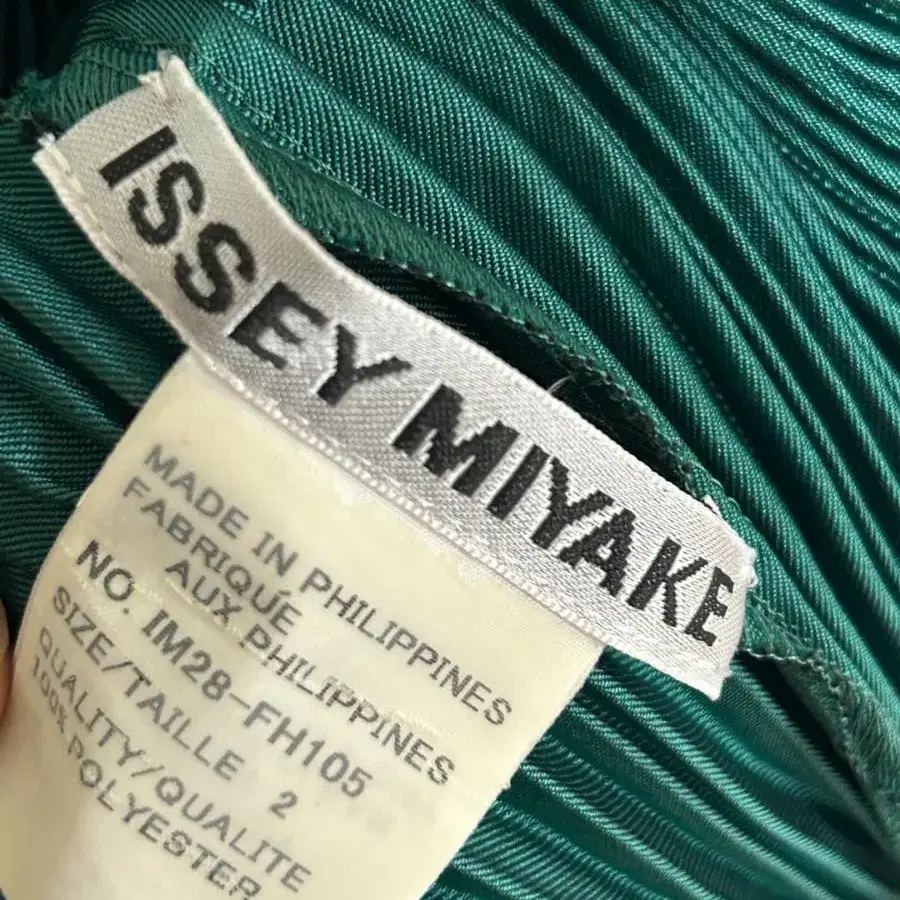 ISSEY MIYAKE
MADE IN PHILIPPINES
FABRIQUÉ
AUX PHILIPPINES
NO. IM28-FH105
SIZE/TAILLE 2
QUALITY/QUALITE
100% POLYESTER